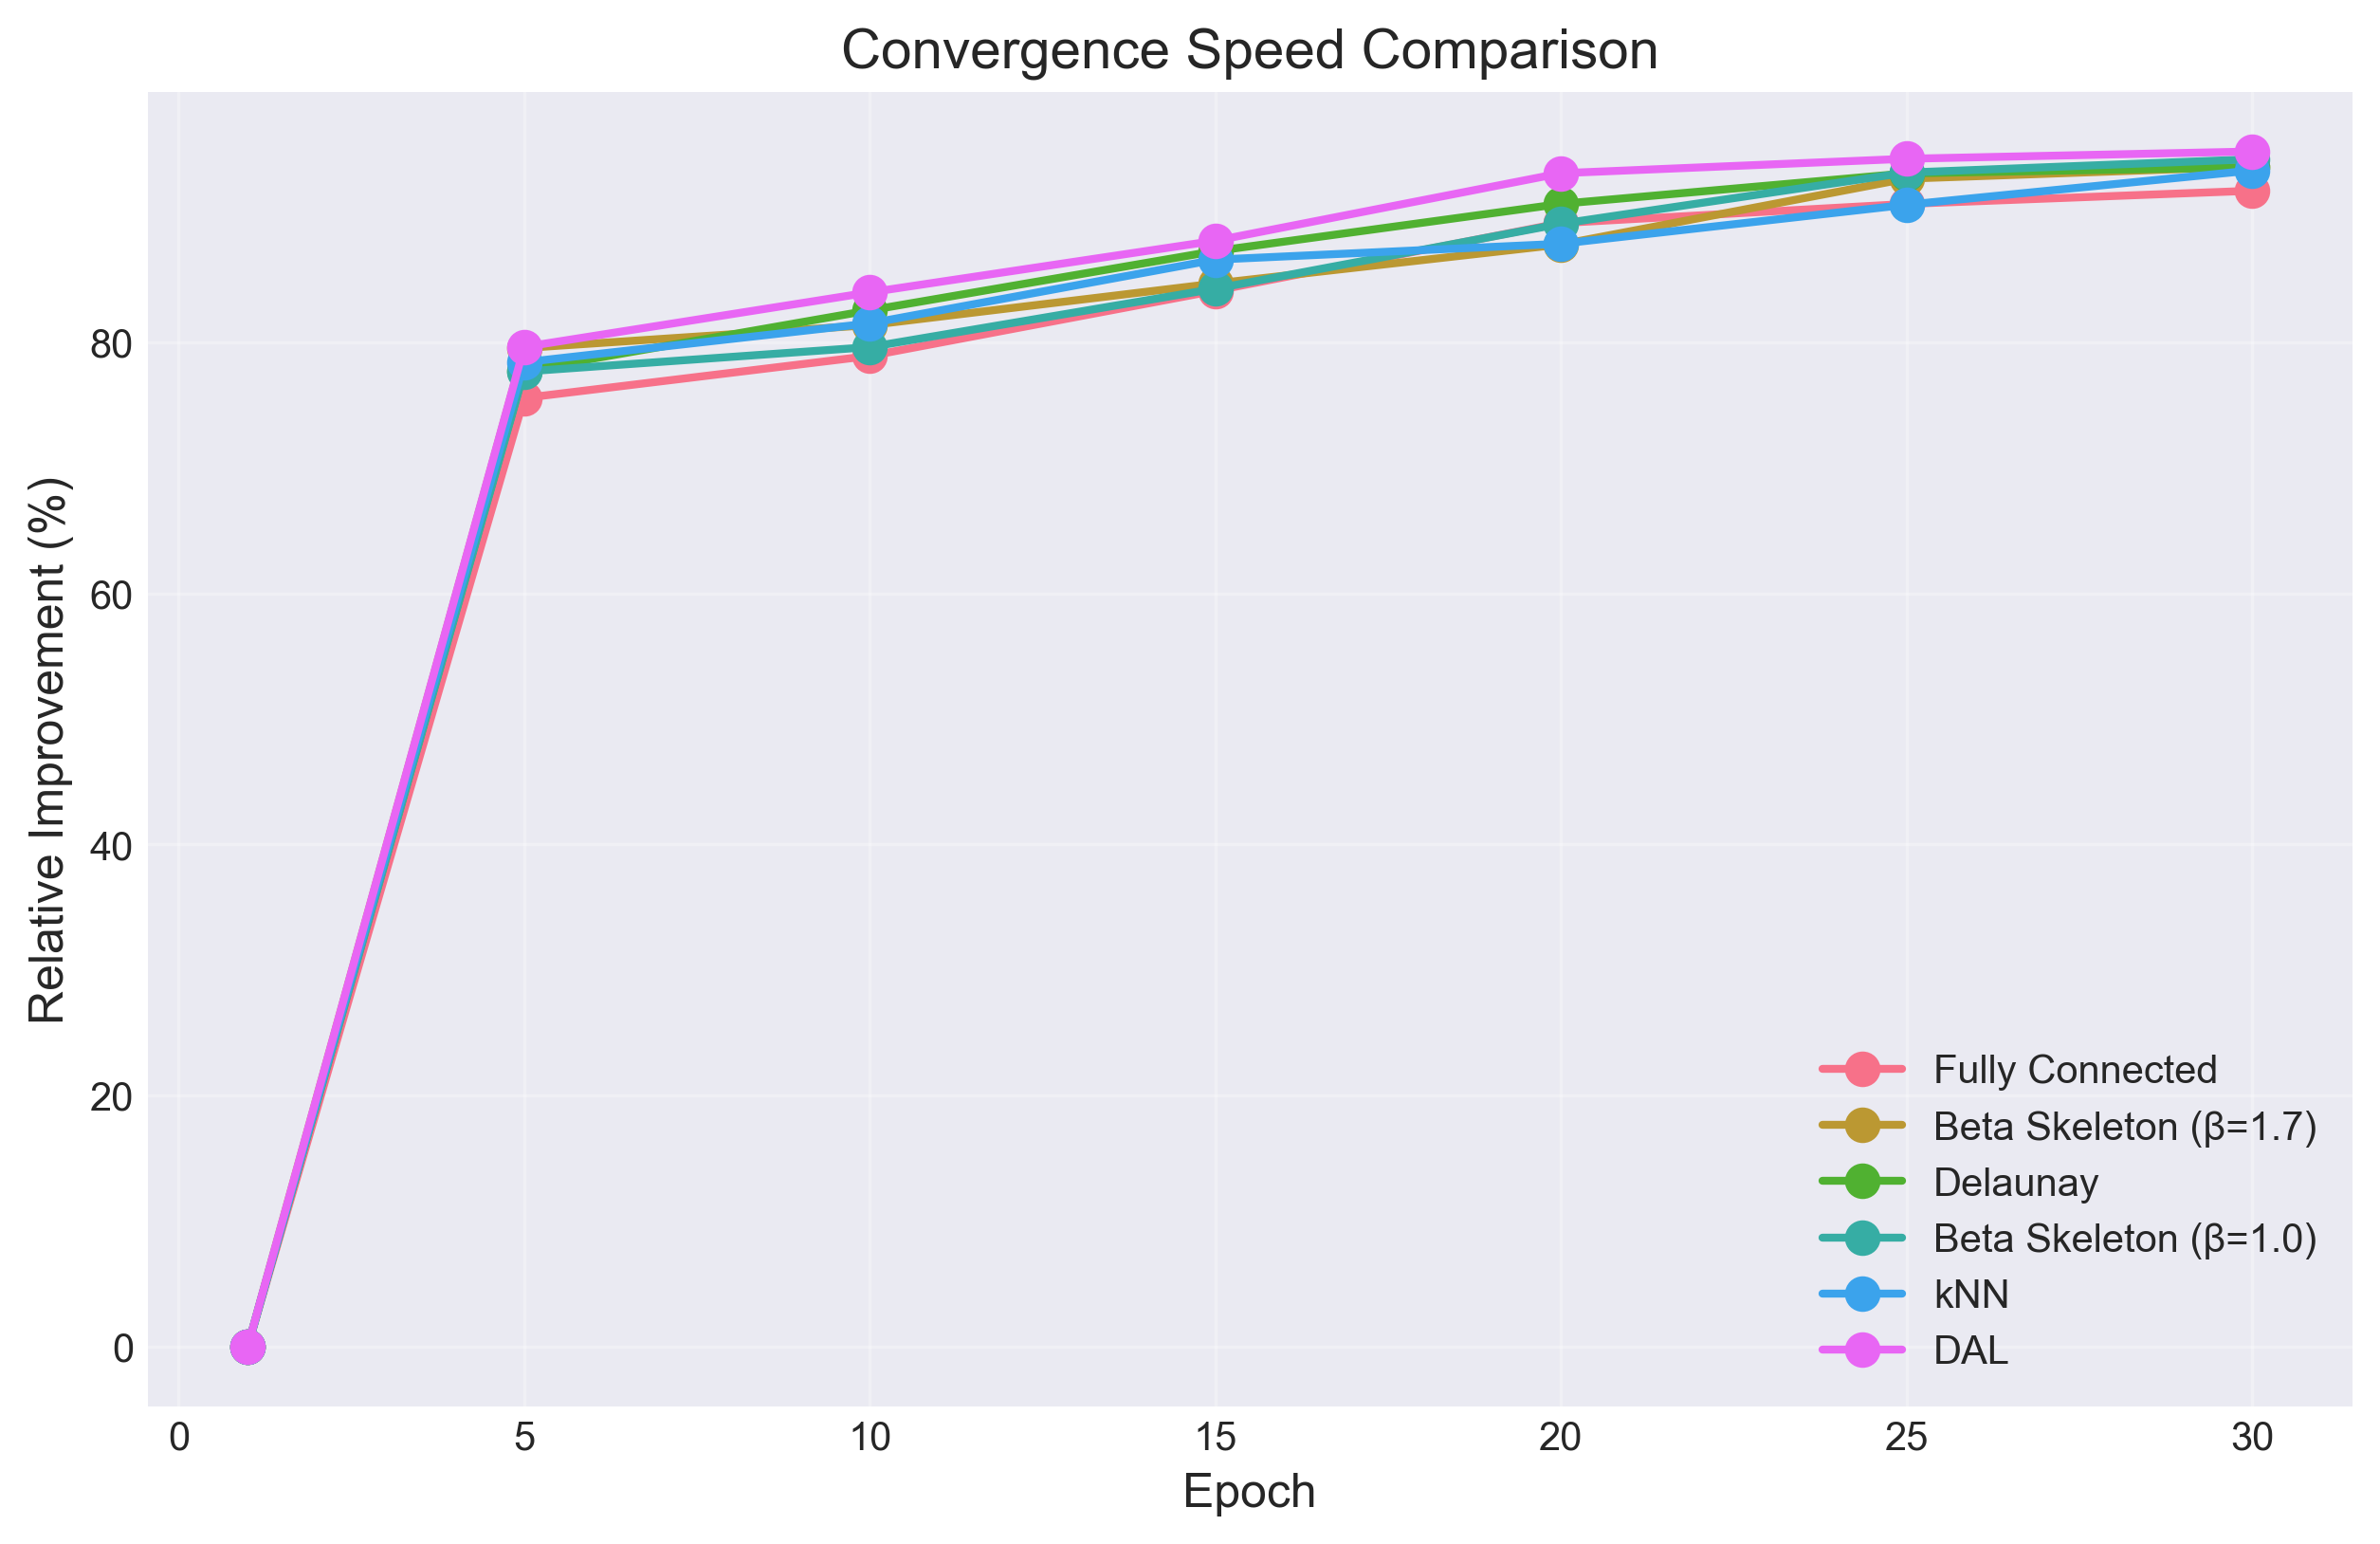 Convergence Speed Comparison
Relative Improvement (%)
80
60
40
20
0
0 5 10 15 20 25 30
Epoch
Fully Connected
Beta Skeleton (β=1.7)
Delaunay
Beta Skeleton (β=1.0)
kNN
DAL